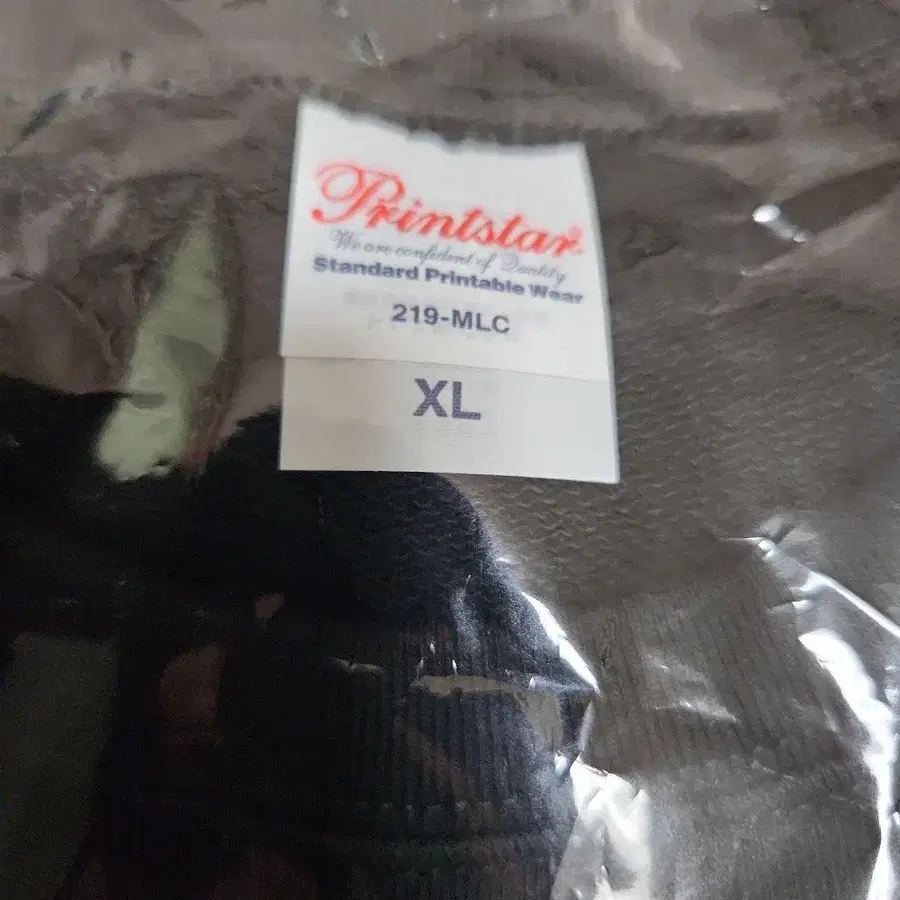 Printstar
We are confident of Quality
Standard Printable Wear
219-MLC
XL